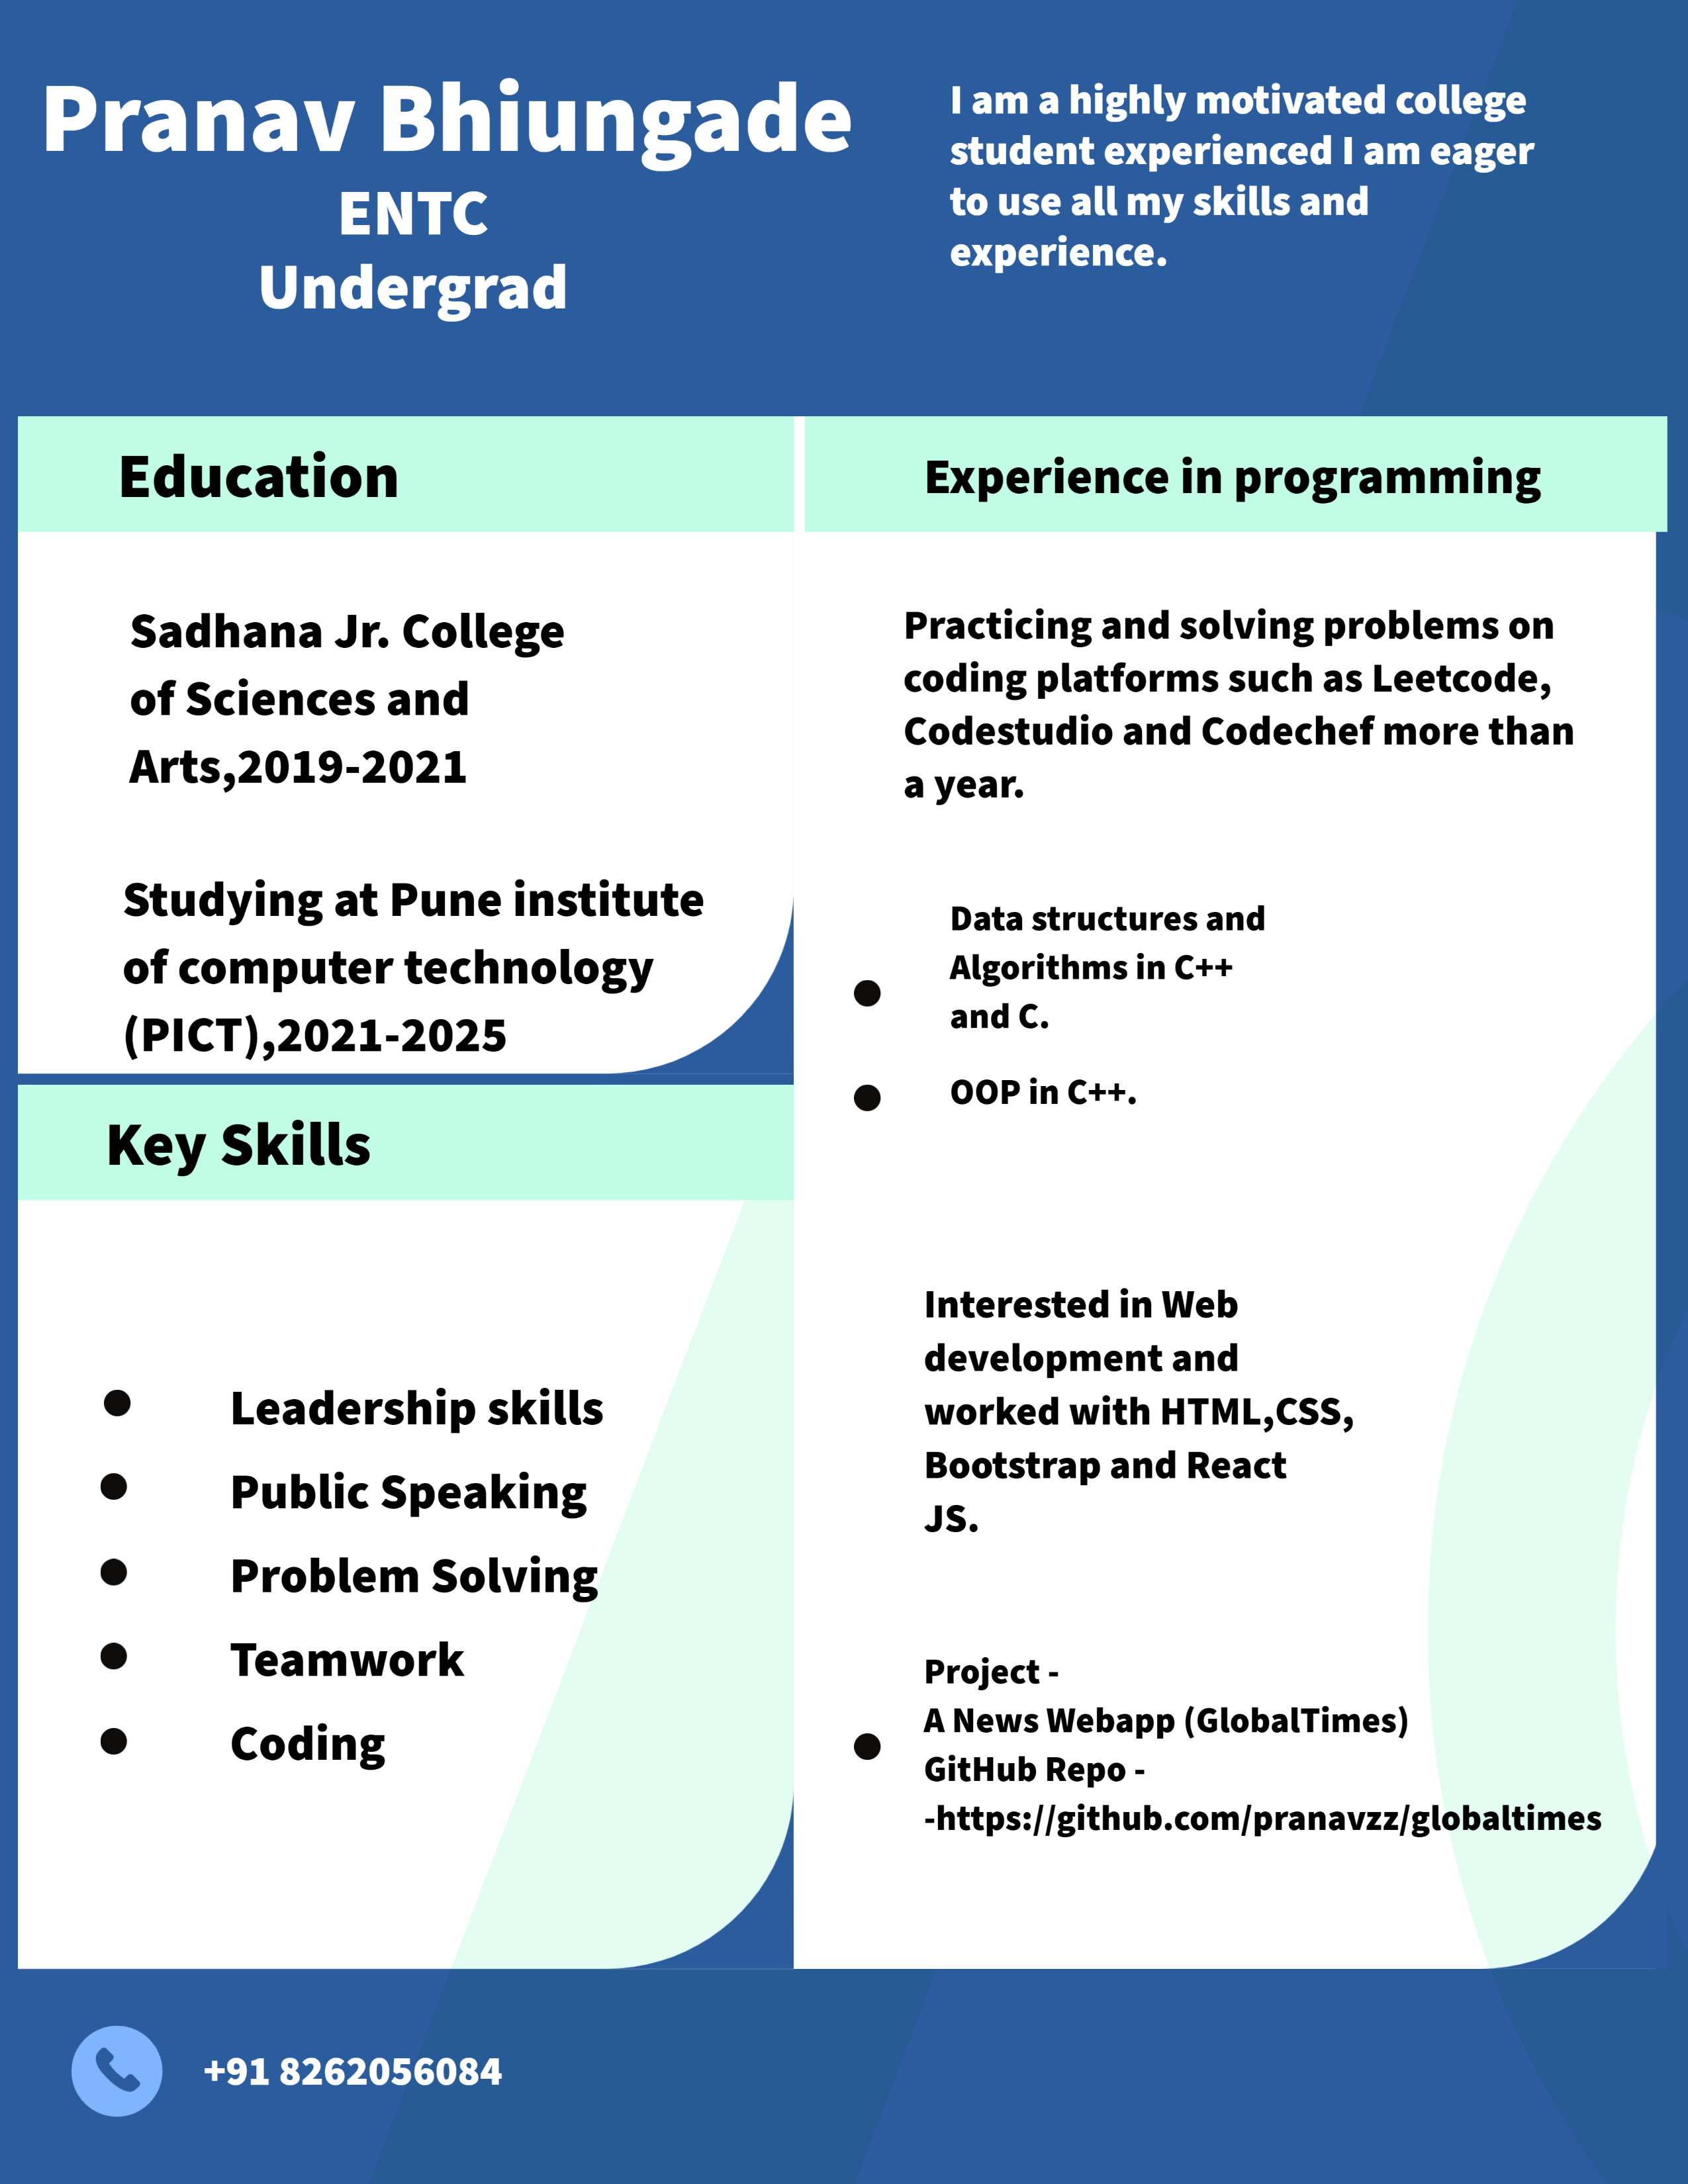 Pranav Bhiungade
ENTC
Undergrad
I am a highly motivated college
student experienced I am eager
to use all my skills and
experience.
Education
Sadhana Jr. College
of Sciences and
Arts,2019-2021
Studying at Pune institute
of computer technology
(PICT),2021-2025
Key Skills
● Leadership skills
● Public Speaking
● Problem Solving
● Teamwork
● Coding
Experience in programming
Practicing and solving problems on
coding platforms such as Leetcode,
Codestudio and Codechef more than
a year.
● Data structures and
Algorithms in C++
and C.
● OOP in C++.
Interested in Web
development and
worked with HTML,CSS,
Bootstrap and React
JS.
● Project -
A News Webapp (GlobalTimes)
GitHub Repo -
-https://github.com/pranavzz/globaltimes
+91 8262056084